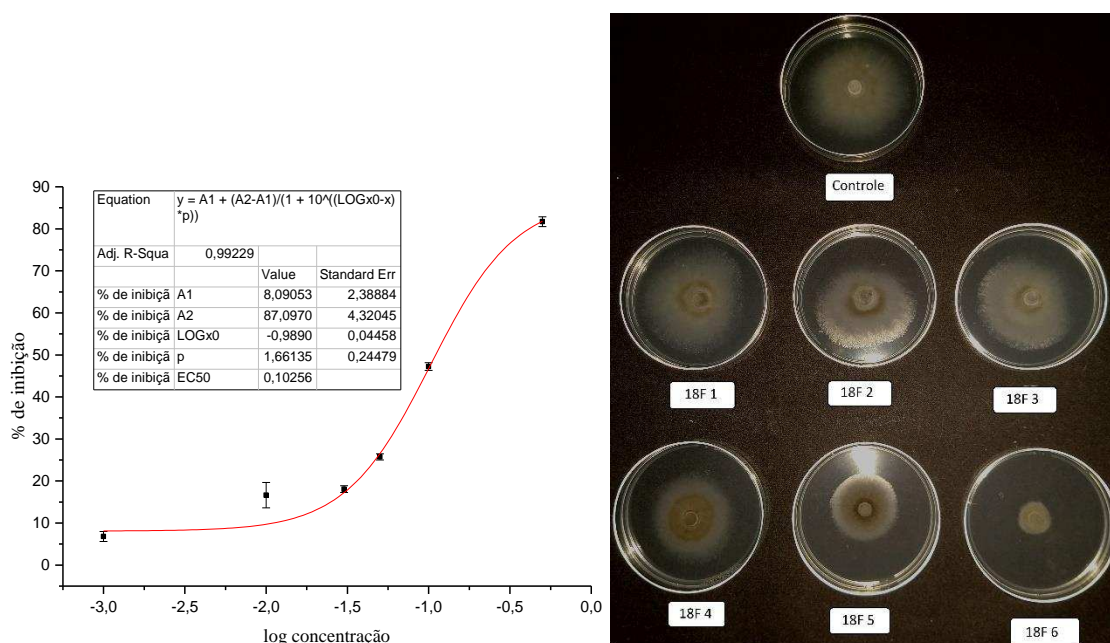 90
80
70
60
50
40
30
20
10
0
% de inibição
Equation y = A1 + (A2-A1)/(1 + 10^((LOGx0-x)
*p))
Adj. R-Squa 0,99229
Value Standard Err
% de inibiçã A1 8,09053 2,38884
% de inibiçã A2 87,0970 4,32045
% de inibiçã LOGx0 -0,9890 0,04458
% de inibiçã p 1,66135 0,24479
% de inibiçã EC50 0,10256
-3,0 -2,5 -2,0 -1,5 -1,0 -0,5 0,0
log concentração
Controle
18F 1 18F 2 18F 3
18F 4 18F 5 18F 6